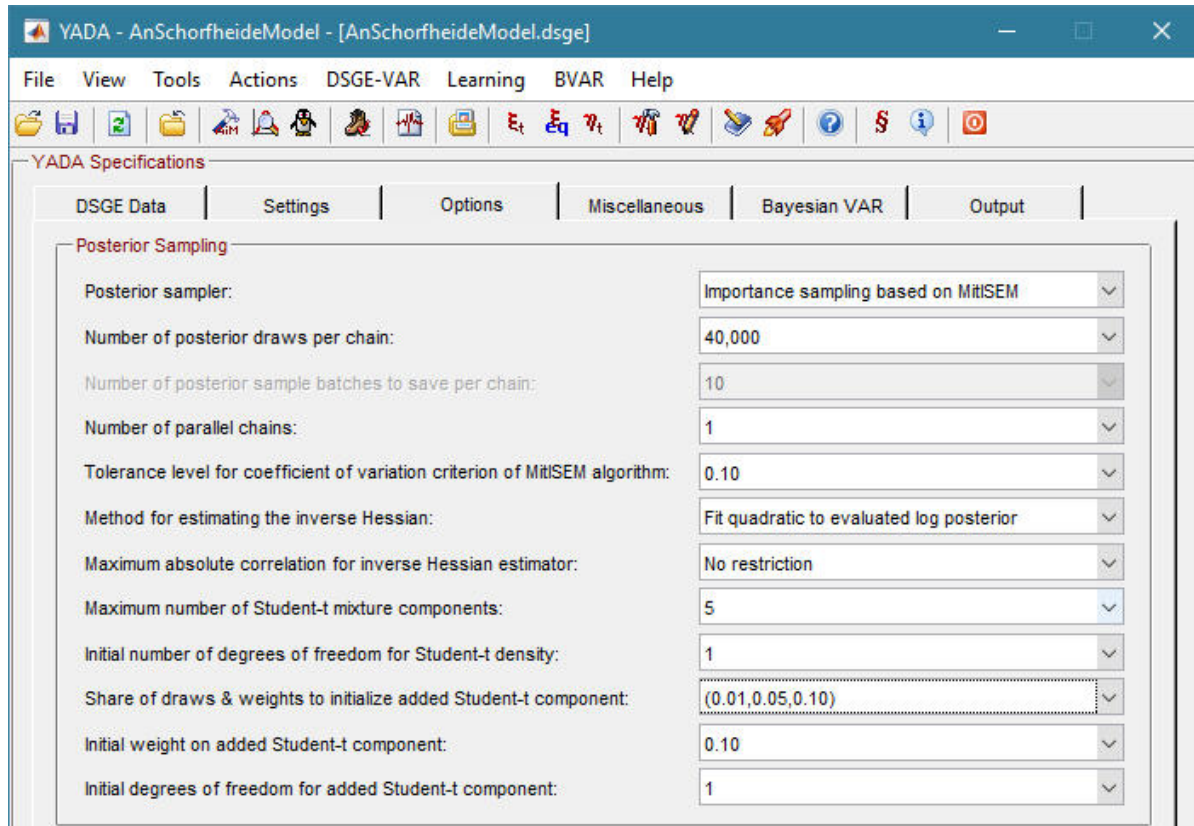 YADA - AnSchorfheideModel - [AnSchorfheideModel.dsge]
File View Tools Actions DSGE-VAR Learning BVAR Help
AiM ξt ξeq ηt § i
YADA Specifications
DSGE Data Settings Options Miscellaneous Bayesian VAR Output
Posterior Sampling
Posterior sampler: Importance sampling based on MitISEM
Number of posterior draws per chain: 40,000
Number of posterior sample batches to save per chain: 10
Number of parallel chains: 1
Tolerance level for coefficient of variation criterion of MitISEM algorithm: 0.10
Method for estimating the inverse Hessian: Fit quadratic to evaluated log posterior
Maximum absolute correlation for inverse Hessian estimator: No restriction
Maximum number of Student-t mixture components: 5
Initial number of degrees of freedom for Student-t density: 1
Share of draws & weights to initialize added Student-t component: (0.01,0.05,0.10)
Initial weight on added Student-t component: 0.10
Initial degrees of freedom for added Student-t component: 1